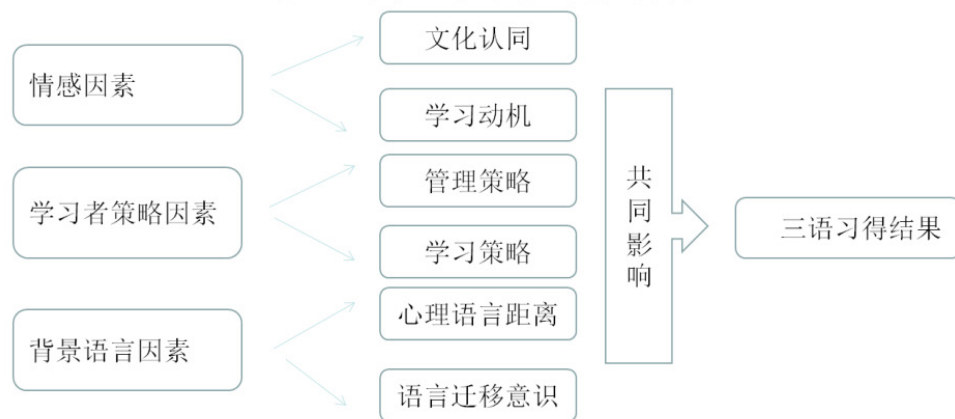 情感因素
文化认同
学习动机
学习者策略因素
管理策略
学习策略
背景语言因素
心理语言距离
语言迁移意识
共同影响
三语习得结果